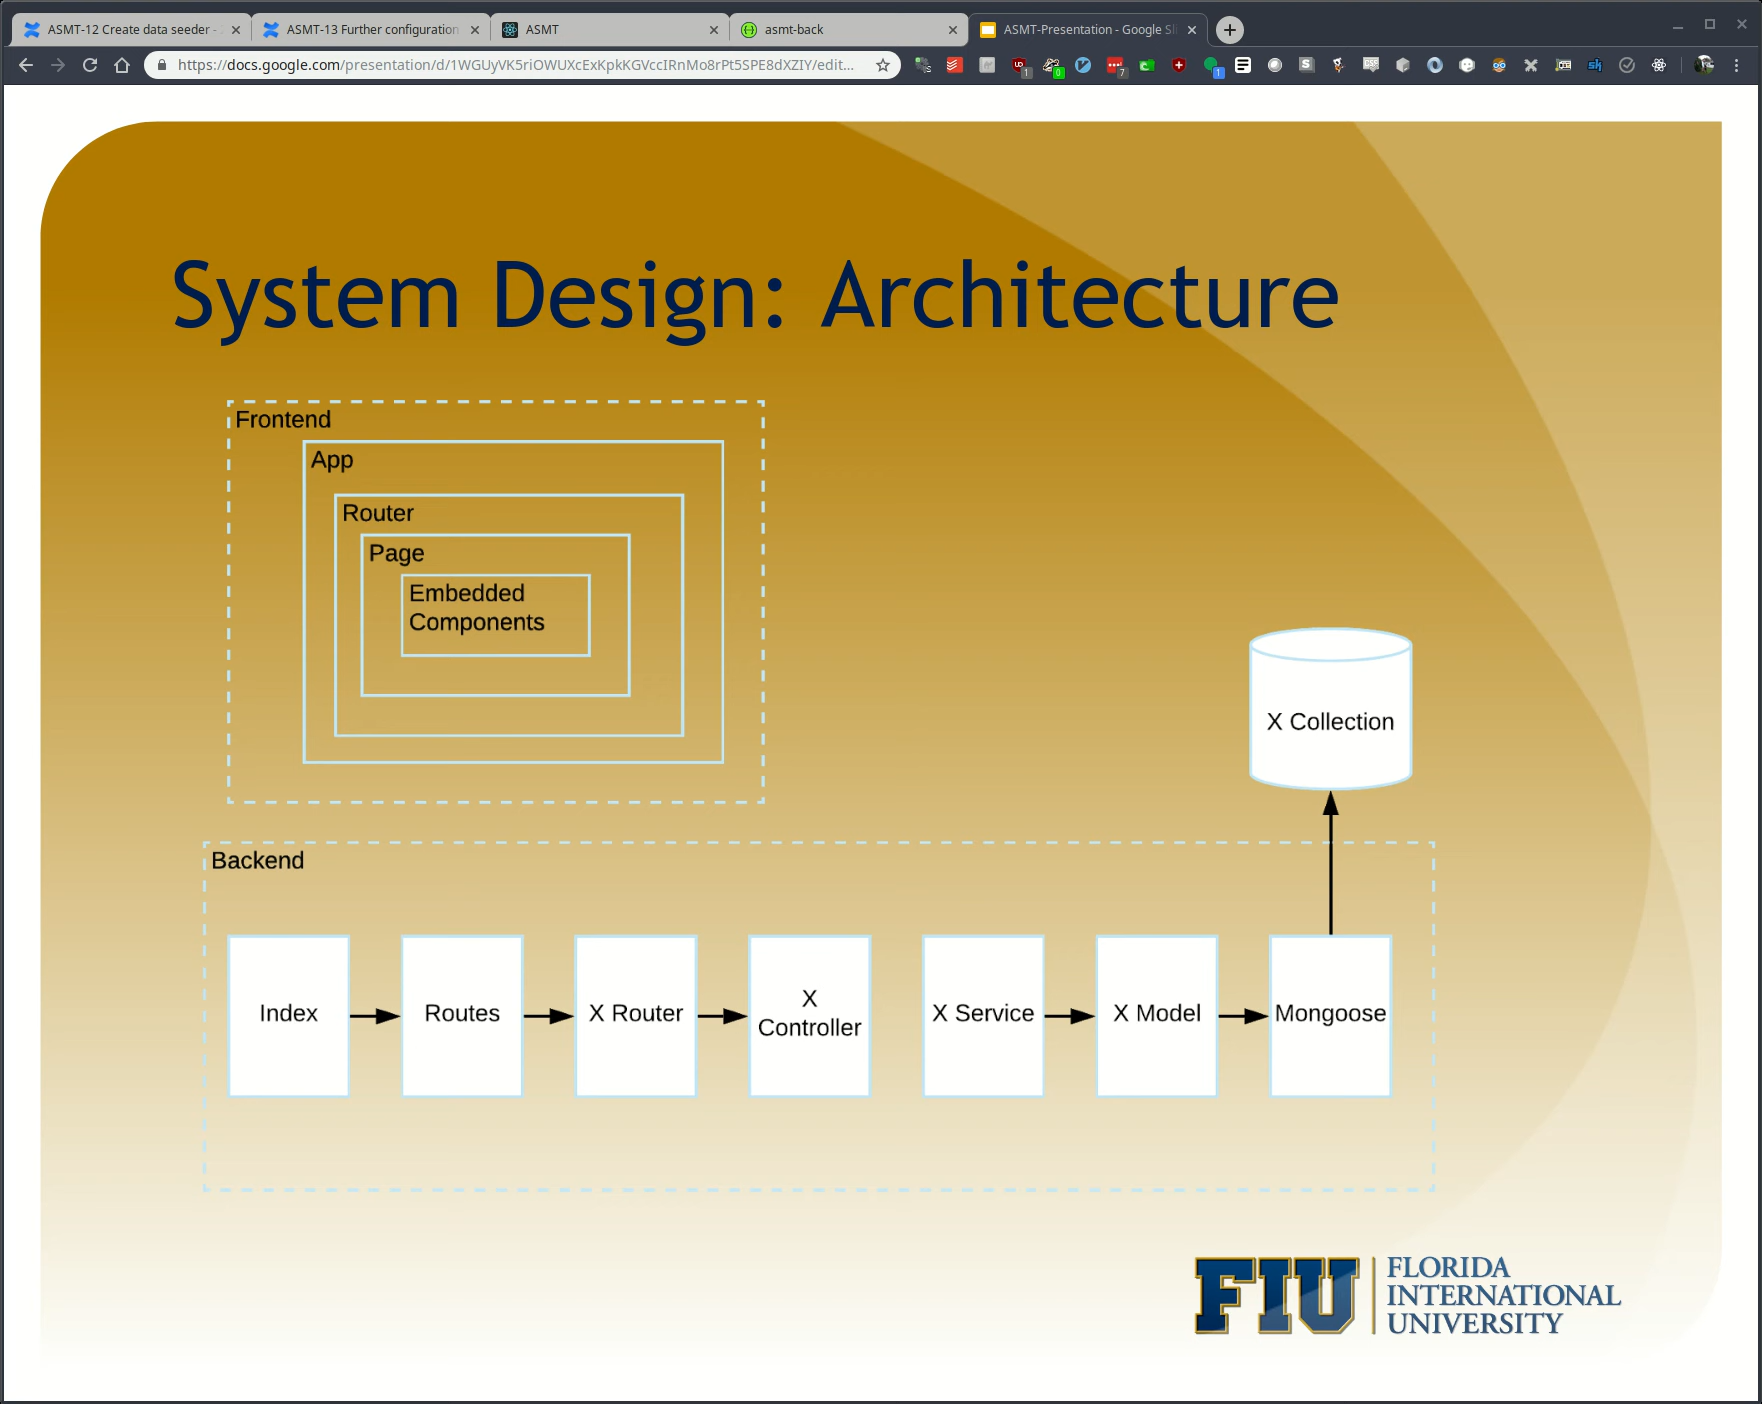 ASMT-12 Create data seeder -
ASMT-13 Further configuration
ASMT
asmt-back
ASMT-Presentation - Google Sl
https://docs.google.com/presentation/d/1WGUyVK5riOWUXcExKpkKGVccIRnMo8rPt5SPE8dXZIY/edit...
System Design: Architecture
Frontend
App
Router
Page
Embedded
Components
X Collection
Backend
Index
Routes
X Router
X
Controller
X Service
X Model
Mongoose
FIU
FLORIDA
INTERNATIONAL
UNIVERSITY